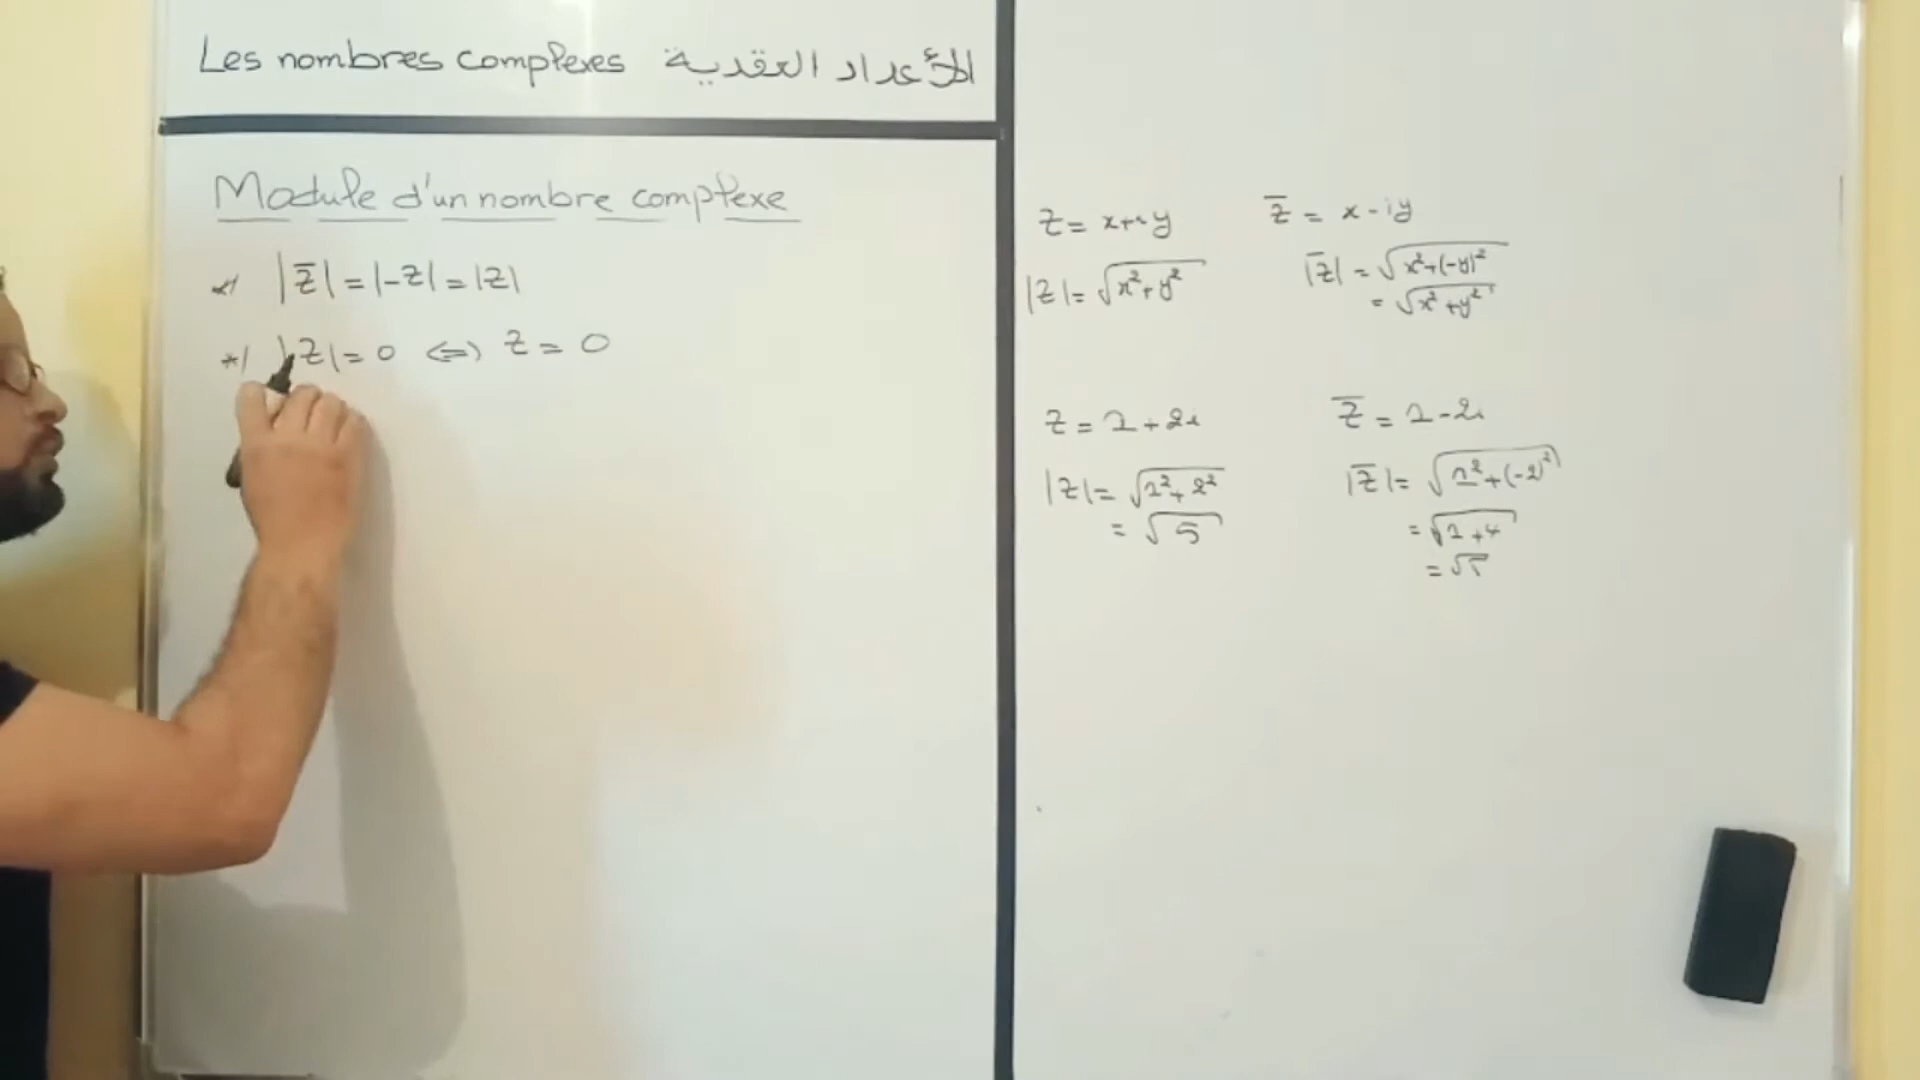 Les nombres complexes الأعداد العقدية
Module d'un nombre complexe
*/ |z̅| = |-z| = |z|
*/ |z| = 0 ⇔ z = 0
z = x+iy
|z| = √(x²+y²)
z̅ = x-iy
|z̅| = √(x²+(-y)²)
= √(x²+y²)
z = 1+2i
|z| = √(1²+2²)
= √5
z̅ = 1-2i
|z̅| = √(1²+(-2)²)
= √(1+4)
= √5